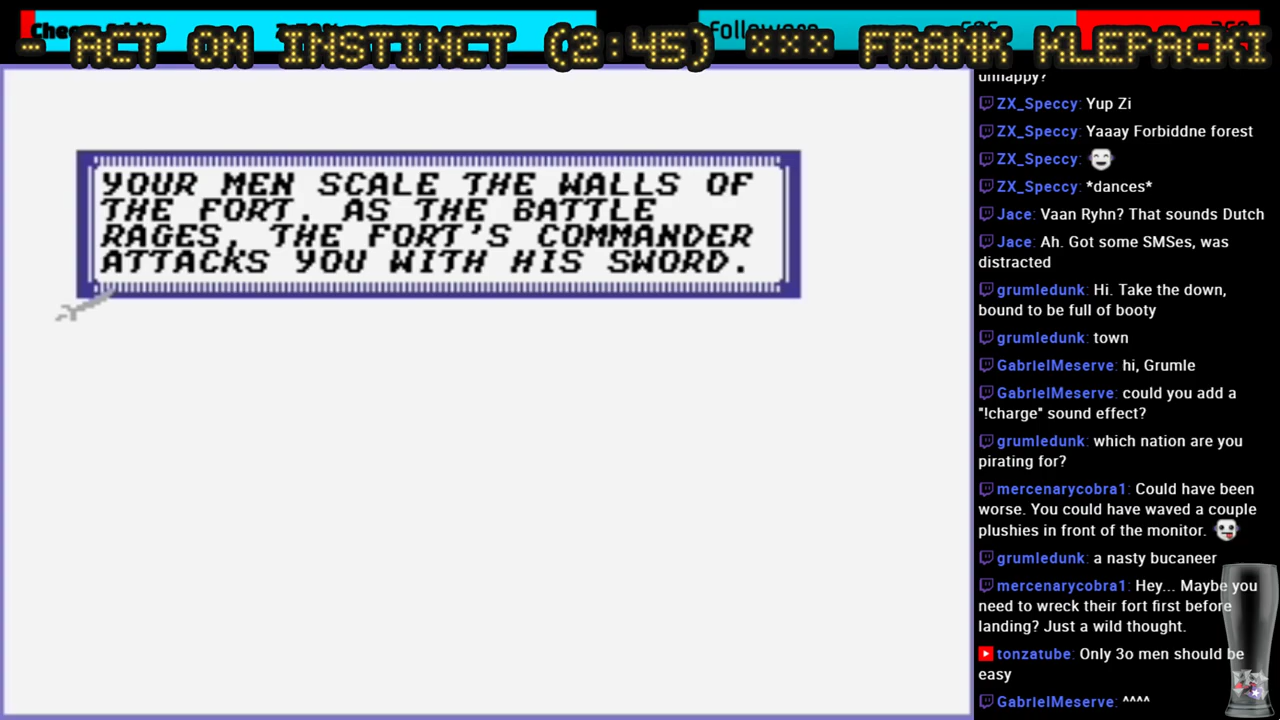 - ACT ON INSTINCT (2:45) ××× FRANK KLEPACKI
Followers
YOUR MEN SCALE THE WALLS OF
THE FORT. AS THE BATTLE
RAGES, THE FORT'S COMMANDER
ATTACKS YOU WITH HIS SWORD.
unhappy?
ZX_Speccy: Yup Zi
ZX_Speccy: Yaaay Forbiddne forest
ZX_Speccy:
ZX_Speccy: *dances*
Jace: Vaan Ryhn? That sounds Dutch
Jace: Ah. Got some SMSes, was
distracted
grumledunk: Hi. Take the down,
bound to be full of booty
grumledunk: town
GabrielMeserve: hi, Grumle
GabrielMeserve: could you add a
"!charge" sound effect?
grumledunk: which nation are you
pirating for?
mercenarycobra1: Could have been
worse. You could have waved a couple
plushies in front of the monitor.
grumledunk: a nasty bucaneer
mercenarycobra1: Hey... Maybe you
need to wreck their fort first before
landing? Just a wild thought.
tonzatube: Only 3o men should be
easy
GabrielMeserve: ^^^^